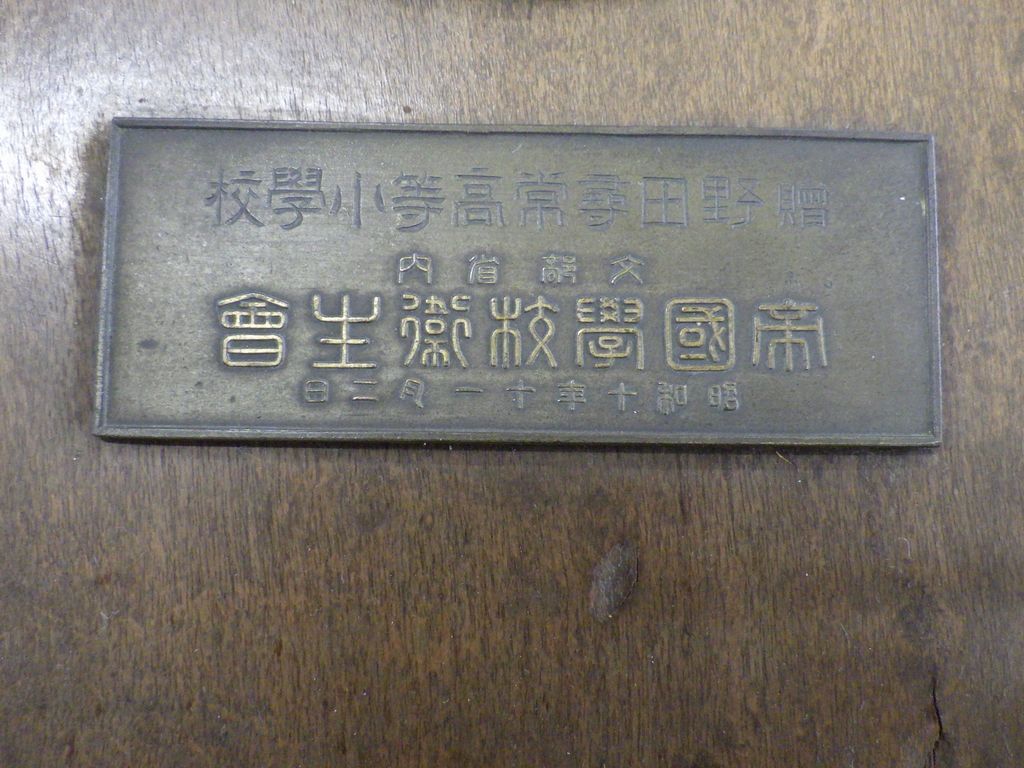 贈野田尋常高等小學校
文部省内
帝國學校衛生會
昭和十年十一月二日